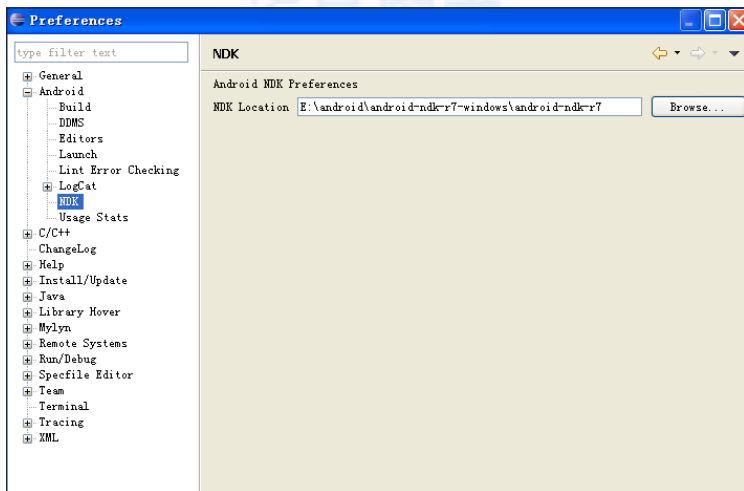 Preferences
type filter text
NDK
General
Android
Build
DDMS
Editors
Launch
Lint Error Checking
LogCat
NDK
Usage Stats
C/C++
ChangeLog
Help
Install/Update
Java
Library Hover
Mylyn
Remote Systems
Run/Debug
Specfile Editor
Team
Terminal
Tracing
XML
Android NDK Preferences
NDK Location E:\android\android-ndk-r7-windows\android-ndk-r7 Browse...